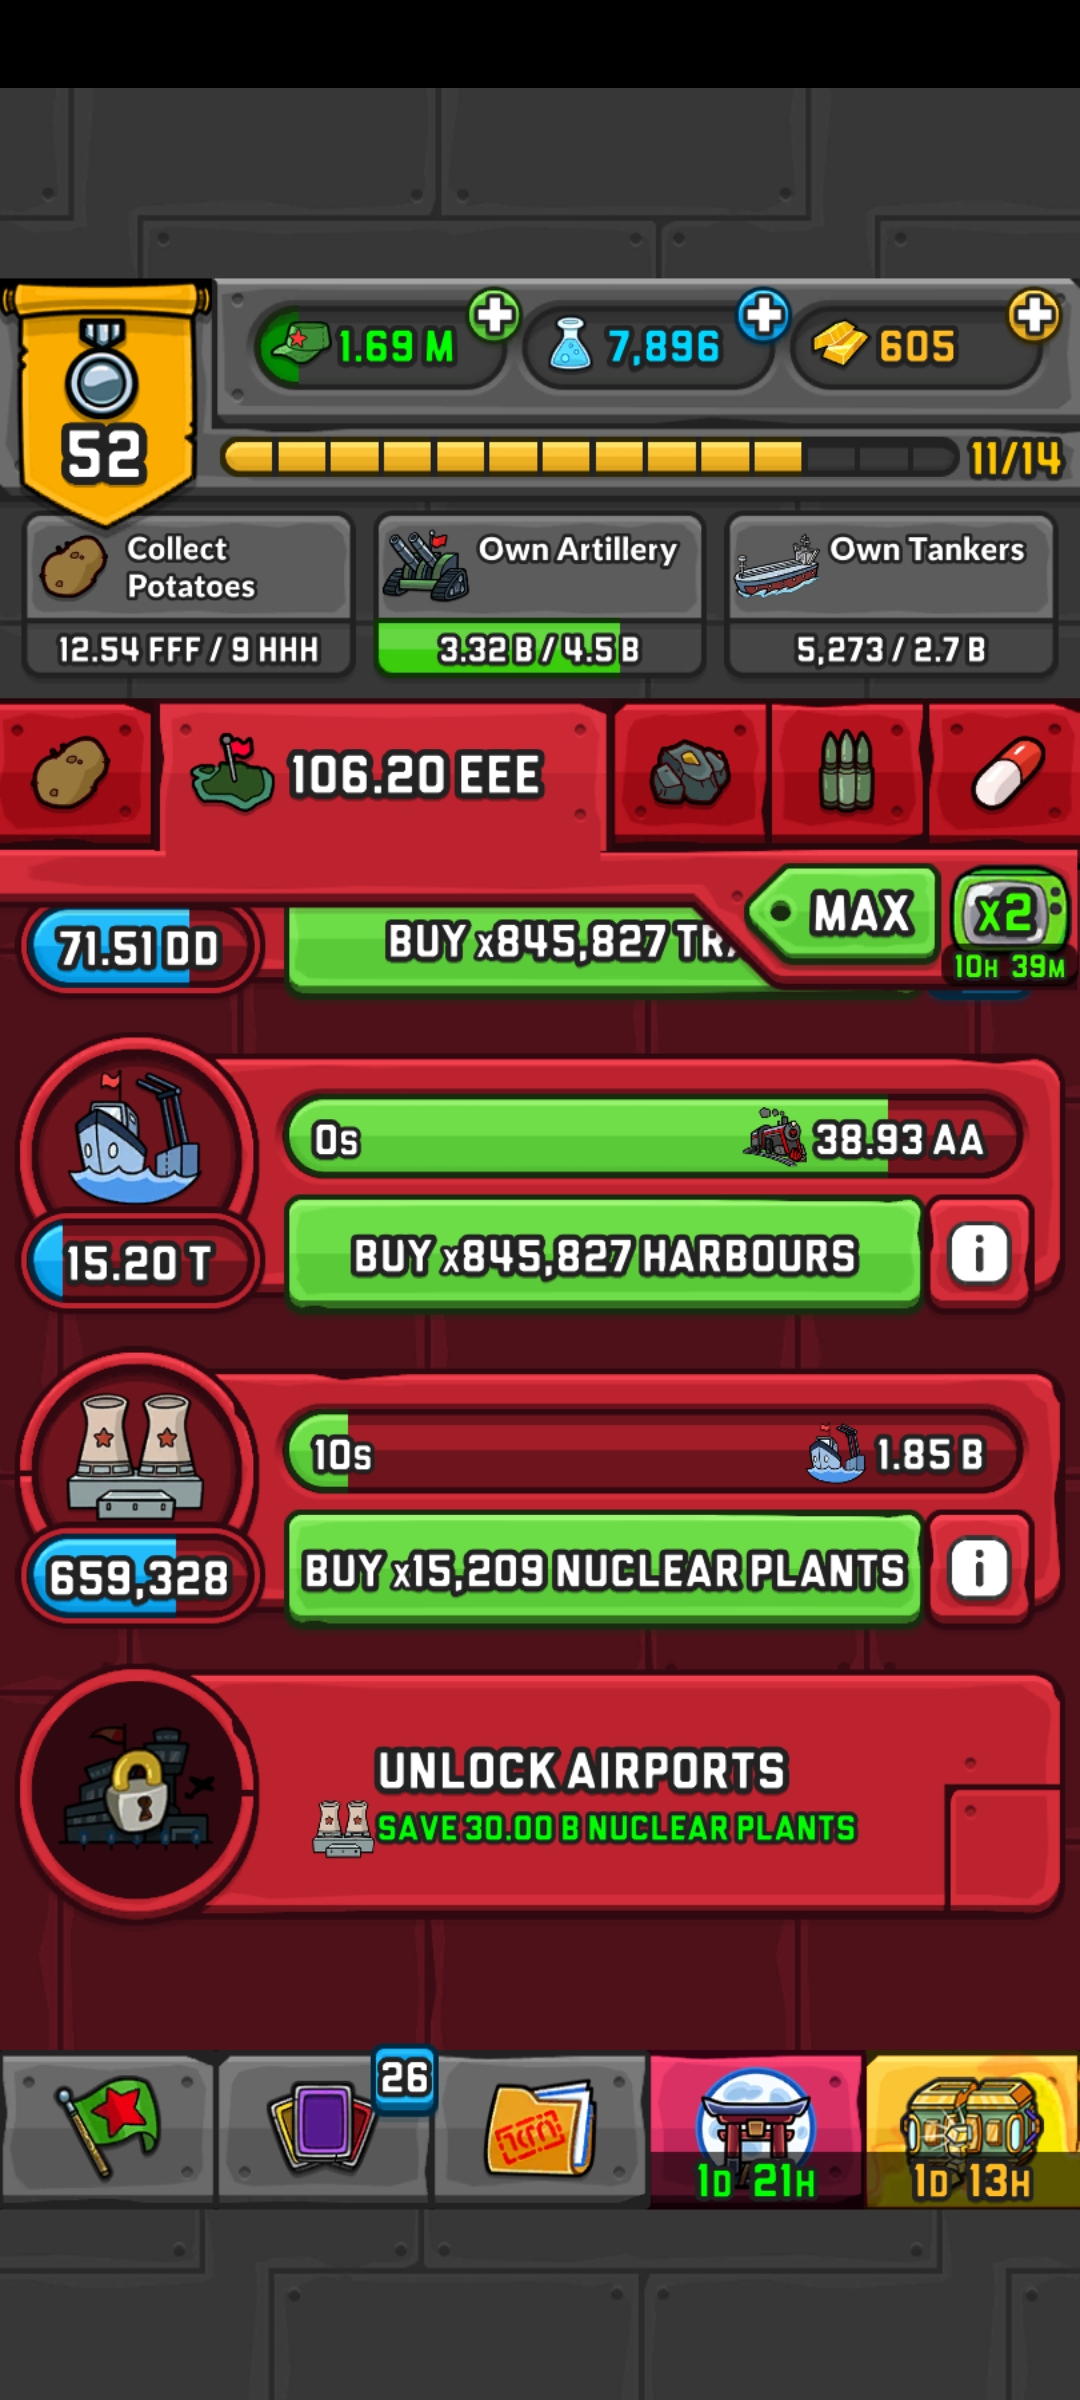 1.69 M
7,896
605
52
11/14
Collect
Potatoes
Own Artillery
Own Tankers
12.54 FFF / 9 HHH
3.32 B / 4.5 B
5,273 / 2.7 B
106.20 EEE
MAX
x2
10H 39M
71.51 DD
BUY x845,827
0s
38.93 AA
15.20 T
BUY x845,827 HARBOURS
i
10s
1.85 B
659,328
BUY x15,209 NUCLEAR PLANTS
i
UNLOCK AIRPORTS
SAVE 30.00 B NUCLEAR PLANTS
26
1D 21H
1D 13H